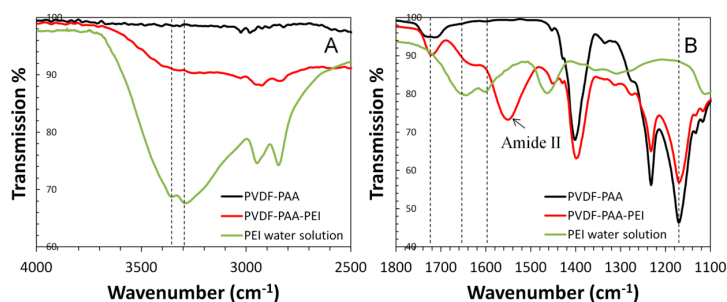 A
Transmission %
100
90
80
70
60
PVDF-PAA
PVDF-PAA-PEI
PEI water solution
4000 3500 3000 2500
Wavenumber (cm-1)
B
Transmission %
100
90
80
70
60
50
40
Amide II
PVDF-PAA
PVDF-PAA-PEI
PEI water solution
1800 1700 1600 1500 1400 1300 1200 1100
Wavenumber (cm-1)